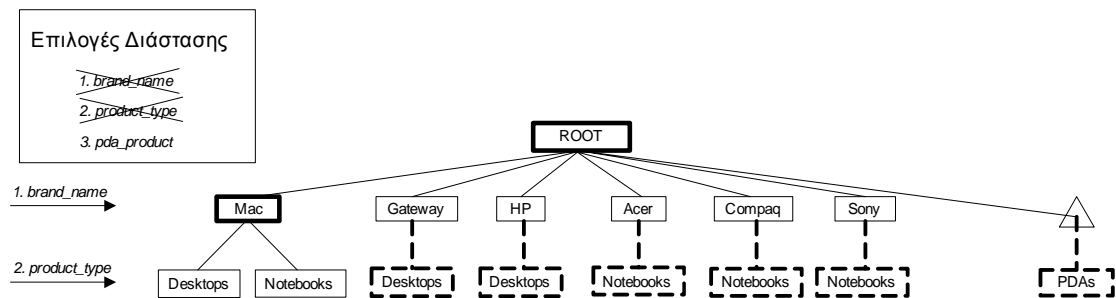 Επιλογές Διάστασης
1. brand_name
2. product_type
3. pda_product
ROOT
1. brand_name
Mac
Gateway
HP
Acer
Compaq
Sony
2. product_type
Desktops
Notebooks
Desktops
Desktops
Notebooks
Notebooks
Notebooks
PDAs